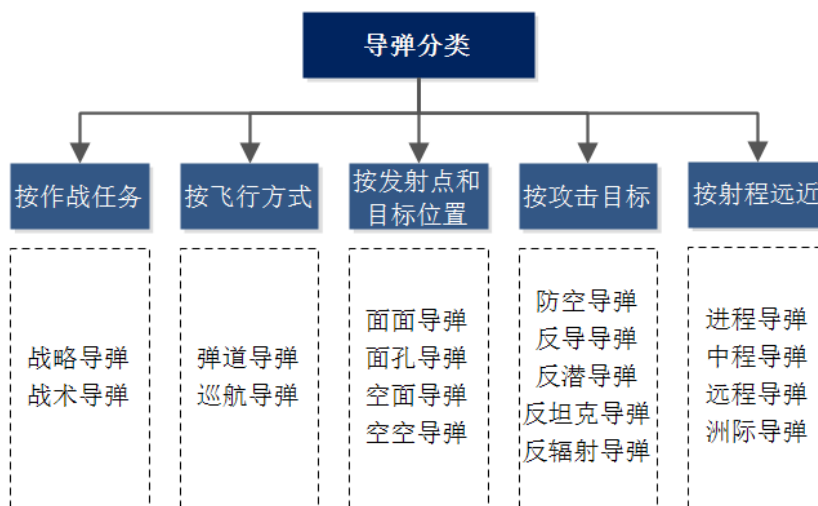 导弹分类
按作战任务
战略导弹
战术导弹
按飞行方式
弹道导弹
巡航导弹
按发射点和
目标位置
面面导弹
面孔导弹
空面导弹
空空导弹
按攻击目标
防空导弹
反导导弹
反潜导弹
反坦克导弹
反辐射导弹
按射程远近
进程导弹
中程导弹
远程导弹
洲际导弹